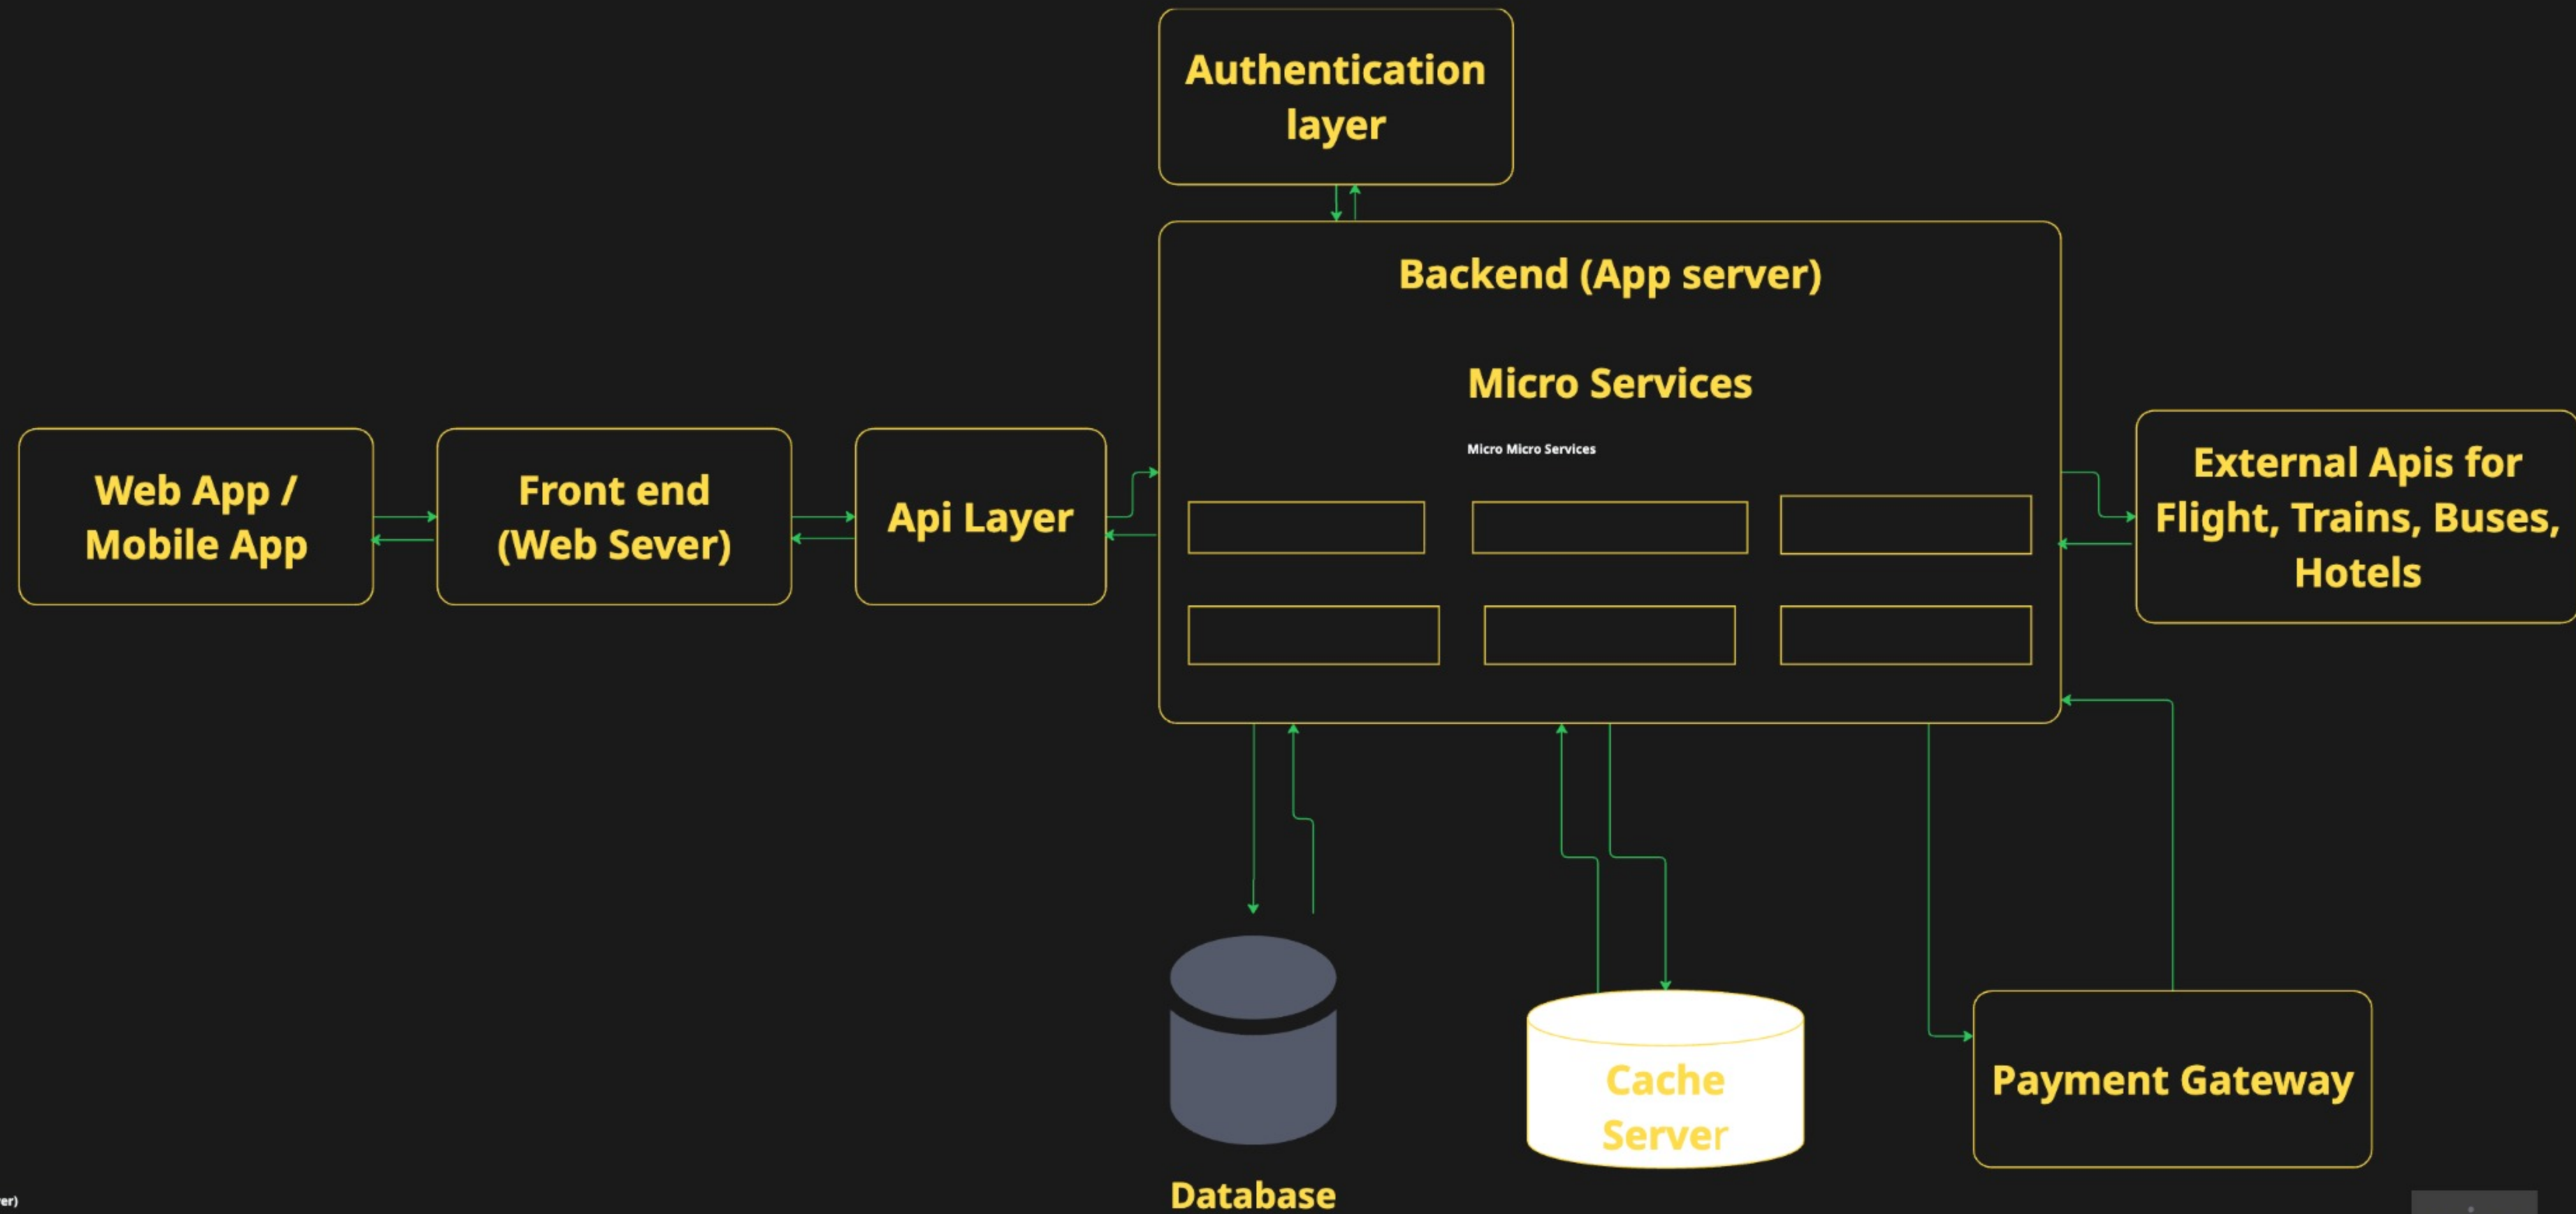 Authentication
layer
Backend (App server)
Micro Services
Micro Micro Services
Web App /
Mobile App
Front end
(Web Sever)
Api Layer
External Apis for
Flight, Trains, Buses,
Hotels
Cache
Server
Payment Gateway
Database
er)